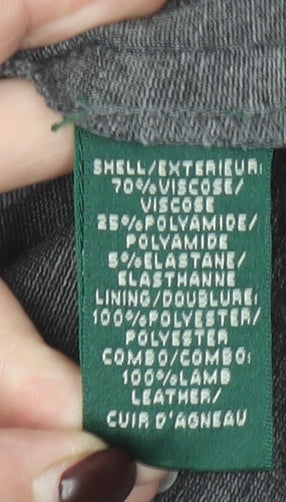 SHELL/EXTERIEUR:
70%VISCOSE/
VISCOSE
25%POLYAMIDE/
POLYAMIDE
5%ELASTANE/
ELASTHANNE
LINING/DOUBLURE:
100%POLYESTER/
POLYESTER
COMBO/COMBO:
100%LAMB
LEATHER/
CUIR D'AGNEAU